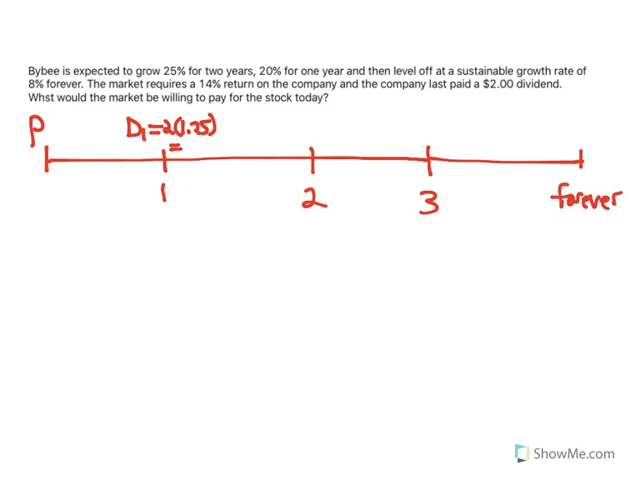 Bybee is expected to grow 25% for two years, 20% for one year and then level off at a sustainable growth rate of
8% forever. The market requires a 14% return on the company and the company last paid a $2.00 dividend.
Whst would the market be willing to pay for the stock today?
P D₁=2(1.25)
1 2 3 forever
ShowMe.com